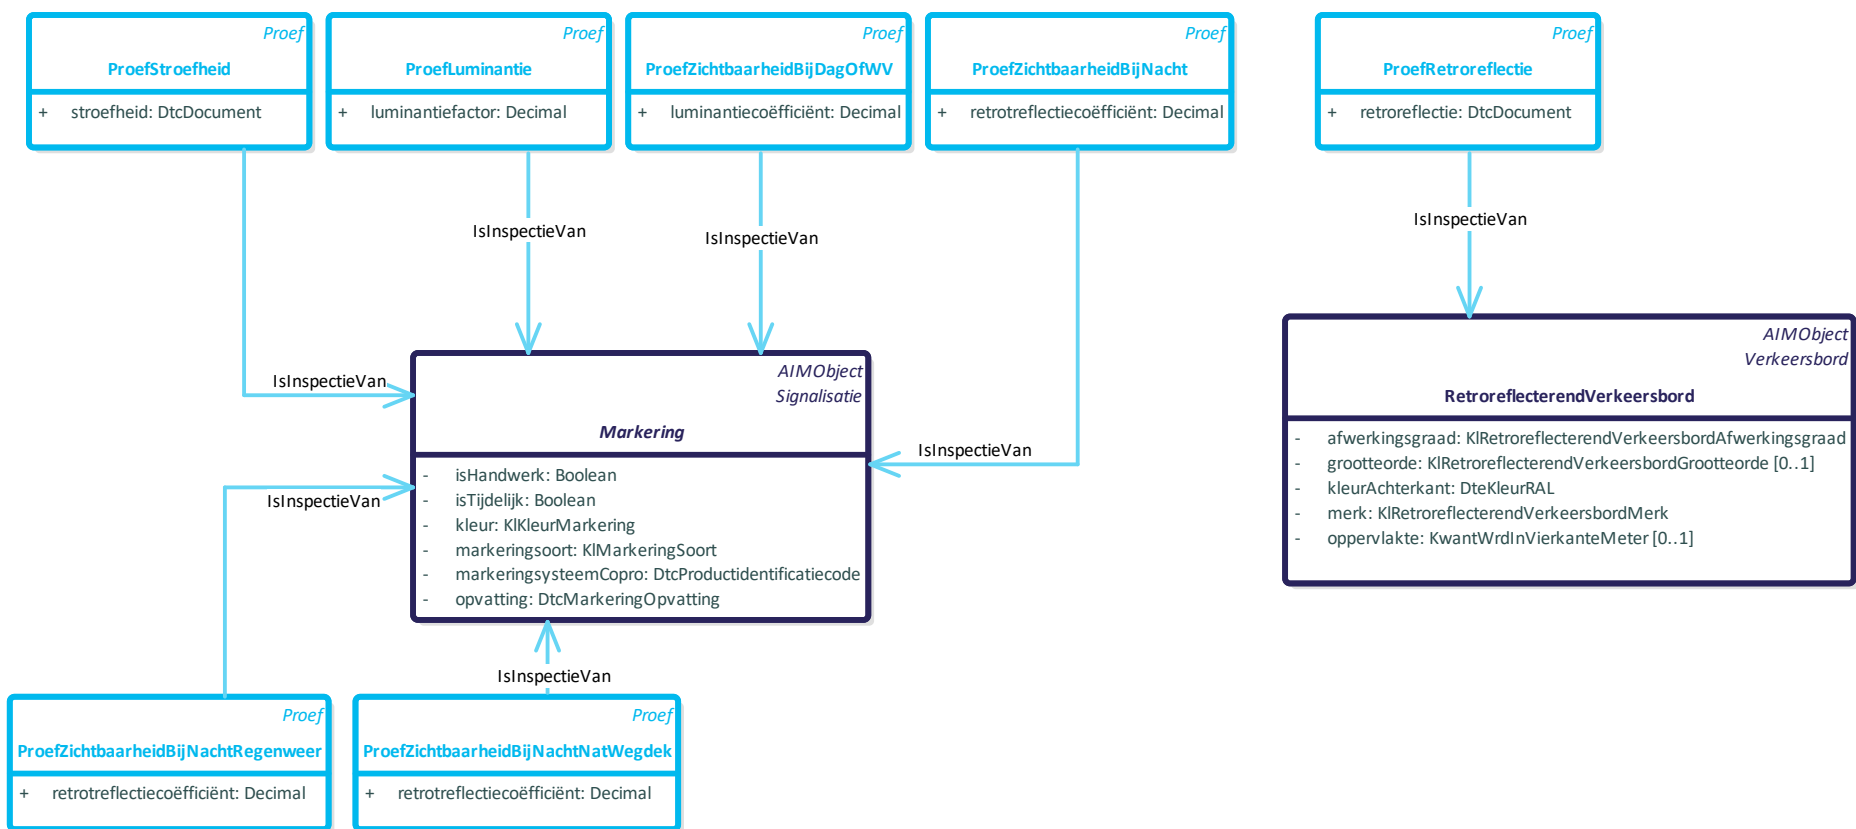 Proef
ProefStroefheid
+ stroefheid: DtcDocument
Proef
ProefLuminantie
+ luminantiefactor: Decimal
Proef
ProefZichtbaarheidBijDagOfWV
+ luminantiecoëfficiënt: Decimal
Proef
ProefZichtbaarheidBijNacht
+ retrotreflectiecoëfficiënt: Decimal
Proef
ProefRetroreflectie
+ retroreflectie: DtcDocument
IsInspectieVan
IsInspectieVan
IsInspectieVan
IsInspectieVan
IsInspectieVan
IsInspectieVan
AIMObject
Signalisatie
Markering
- isHandwerk: Boolean
- isTijdelijk: Boolean
- kleur: KlKleurMarkering
- markeringsoort: KlMarkeringSoort
- markeringsysteemCopro: DtcProductidentificatiecode
- opvatting: DtcMarkeringOpvatting
AIMObject
Verkeersbord
RetroreflecterendVerkeersbord
- afwerkingsgraad: KlRetroreflecterendVerkeersbordAfwerkingsgraad
- grootteorde: KlRetroreflecterendVerkeersbordGrootteorde [0..1]
- kleurAchterkant: DteKleurRAL
- merk: KlRetroreflecterendVerkeersbordMerk
- oppervlakte: KwantWrdInVierkanteMeter [0..1]
IsInspectieVan
Proef
ProefZichtbaarheidBijNachtRegenweer
+ retrotreflectiecoëfficiënt: Decimal
Proef
ProefZichtbaarheidBijNachtNatWegdek
+ retrotreflectiecoëfficiënt: Decimal